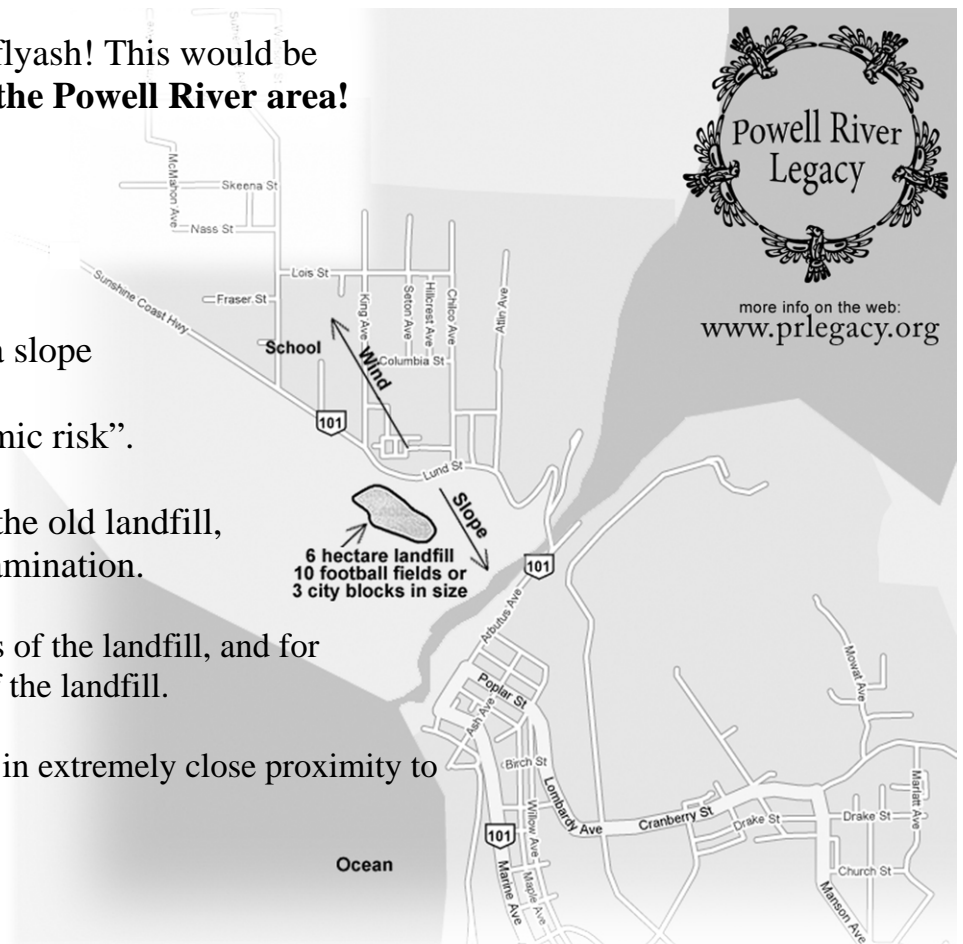 flyash! This would be
the Powell River area!
a slope
mic risk”.
the old landfill,
amination.
s of the landfill, and for
f the landfill.
in extremely close proximity to
Powell River
Legacy
more info on the web:
www.prlegacy.org
McMahon Ave
Skeena St
Nass St
Sunshine Coast Hwy
Lois St
Fraser St
King Ave
Seton Ave
Hillcrest Ave
Chilco Ave
Atlin Ave
School
Wind
Columbia St
101
Lund St
Slope
6 hectare landfill
10 football fields or
3 city blocks in size
101
Arbutus Ave
Poplar St
Ash Ave
Birch St
Lombardy Ave
Willow Ave
Maple Ave
Cranberry St
Drake St
Mowat Ave
Marlatt Ave
Drake St
Church St
Manson Ave
101
Marine Ave
Ocean